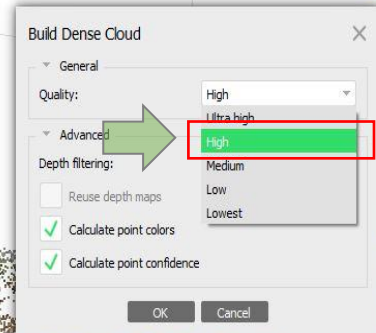 Build Dense Cloud
General
Quality:
High
Ultra high
Advanced
High
Depth filtering:
Medium
Reuse depth maps
Low
Lowest
Calculate point colors
Calculate point confidence
OK
Cancel